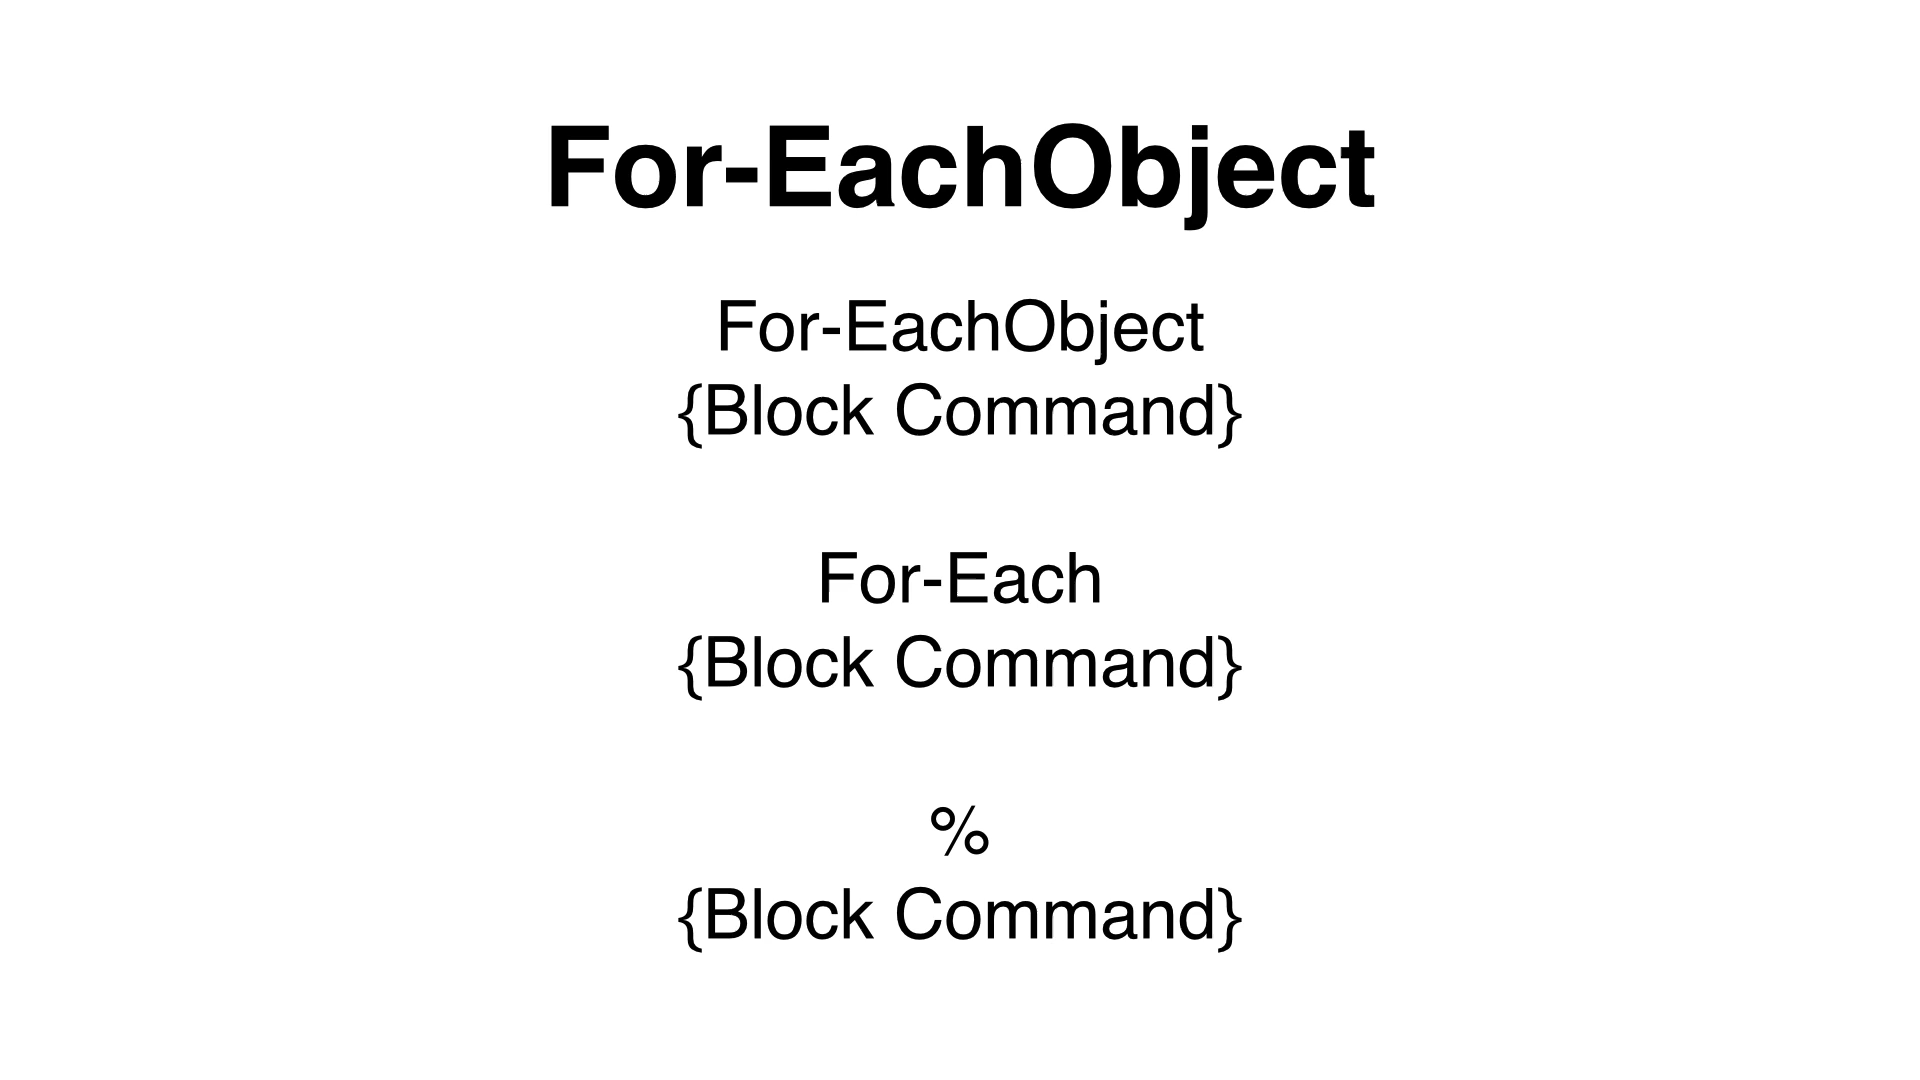 For-EachObject
For-EachObject
{Block Command}
For-Each
{Block Command}
%
{Block Command}